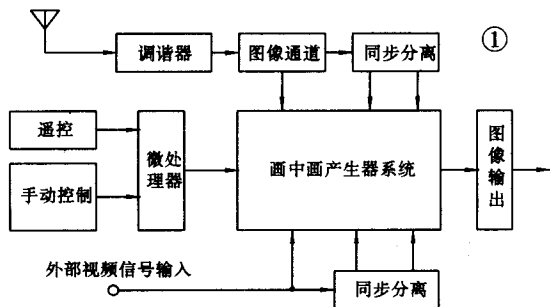 ①
调谐器
图像通道
同步分离
遥控
手动控制
微处
理器
画中画产生器系统
图
像
输
出
外部视频信号输入
同步分离